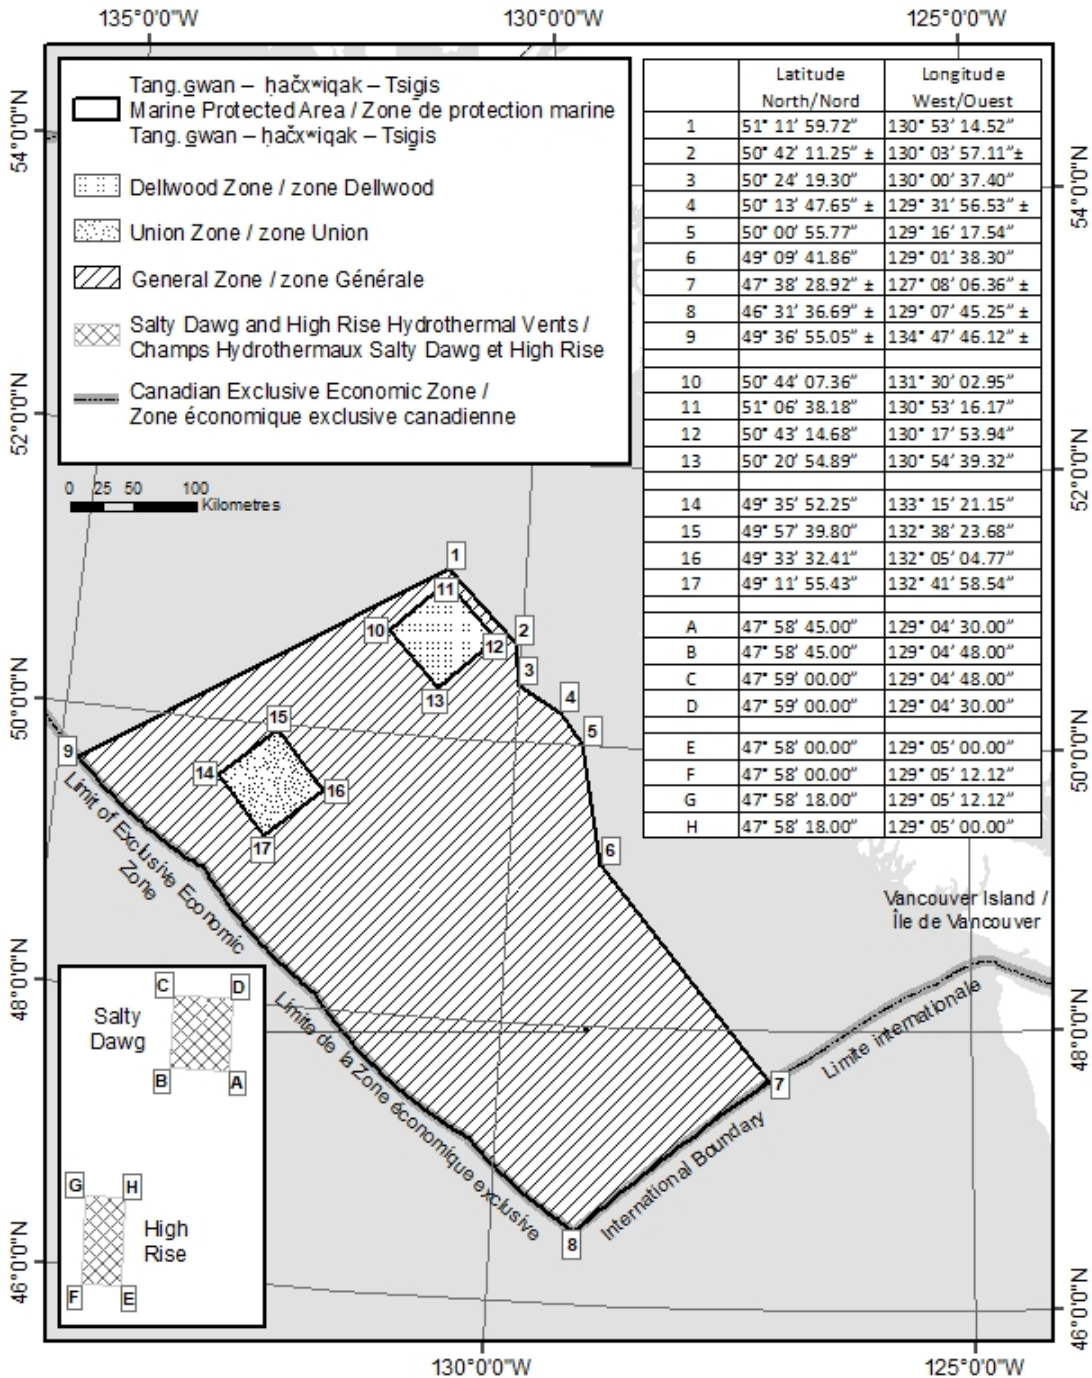 135°0'0"W 130°0'0"W 125°0'0"W
Tang.g̲wan – ḥačxʷiqak – Tsig̲is
Marine Protected Area / Zone de protection marine
Tang.g̲wan – ḥačxʷiqak – Tsig̲is
Dellwood Zone / zone Dellwood
Union Zone / zone Union
General Zone / zone Générale
Salty Dawg and High Rise Hydrothermal Vents /
Champs Hydrothermaux Salty Dawg et High Rise
Canadian Exclusive Economic Zone /
Zone économique exclusive canadienne
0 25 50 100
Kilometres
Latitude Longitude
North/Nord West/Ouest
1 51° 11' 59.72" 130° 53' 14.52"
2 50° 42' 11.25" ± 130° 03' 57.11"±
3 50° 24' 19.30" 130° 00' 37.40"
4 50° 13' 47.65" ± 129° 31' 56.53" ±
5 50° 00' 55.77" 129° 16' 17.54"
6 49° 09' 41.86" 129° 01' 38.30"
7 47° 38' 28.92" ± 127° 08' 06.36" ±
8 46° 31' 36.69" ± 129° 07' 45.25" ±
9 49° 36' 55.05" ± 134° 47' 46.12" ±
10 50° 44' 07.36" 131° 30' 02.95"
11 51° 06' 38.18" 130° 53' 16.17"
12 50° 43' 14.68" 130° 17' 53.94"
13 50° 20' 54.89" 130° 54' 39.32"
14 49° 35' 52.25" 133° 15' 21.15"
15 49° 57' 39.80" 132° 38' 23.68"
16 49° 33' 32.41" 132° 05' 04.77"
17 49° 11' 55.43" 132° 41' 58.54"
A 47° 58' 45.00" 129° 04' 30.00"
B 47° 58' 45.00" 129° 04' 48.00"
C 47° 59' 00.00" 129° 04' 48.00"
D 47° 59' 00.00" 129° 04' 30.00"
E 47° 58' 00.00" 129° 05' 00.00"
F 47° 58' 00.00" 129° 05' 12.12"
G 47° 58' 18.00" 129° 05' 12.12"
H 47° 58' 18.00" 129° 05' 00.00"
54°0'0"N
52°0'0"N
50°0'0"N
48°0'0"N
46°0'0"N
54°0'0"N
52°0'0"N
50°0'0"N
48°0'0"N
46°0'0"N
1
11
10
2
12
3
13
4
15
5
9
14
16
17
6
7
8
Limit of Exclusive Economic
Zone
Limite de la Zone économique exclusive
International Boundary
Limite internationale
Vancouver Island /
Île de Vancouver
C D
Salty
Dawg
B A
G H
High
Rise
F E
130°0'0"W 125°0'0"W